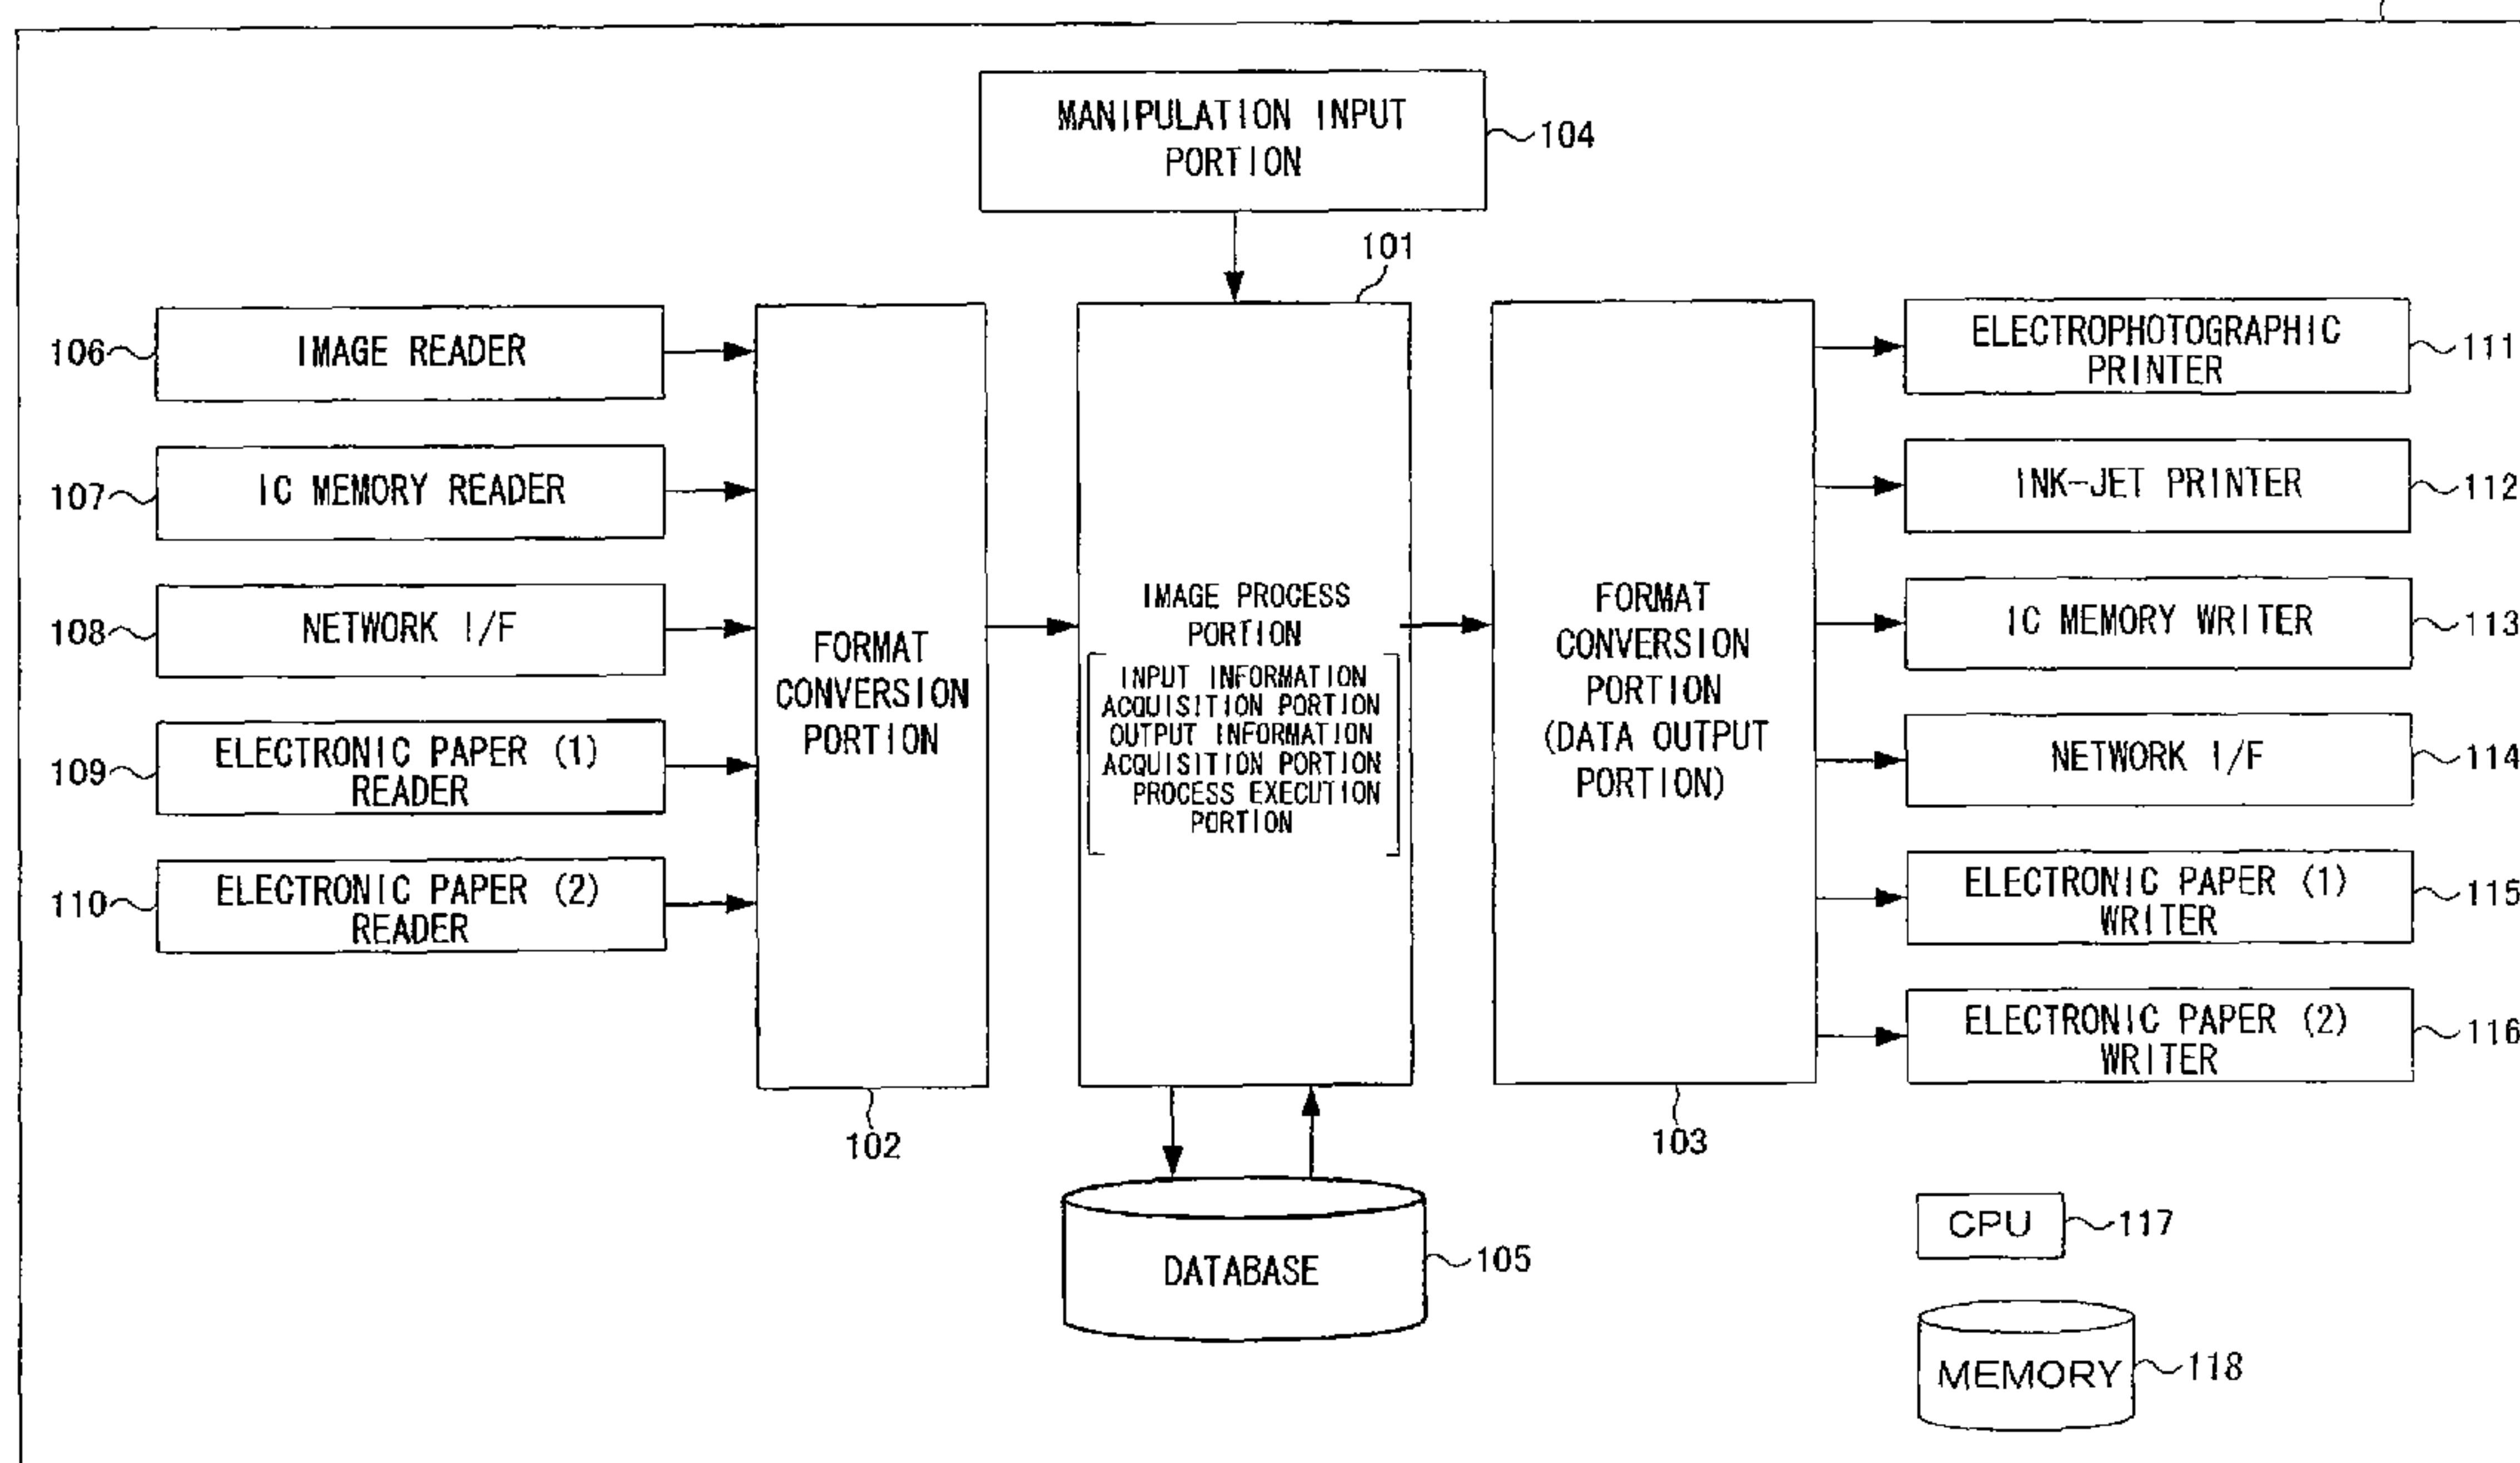 MANIPULATION INPUT
PORTION
104
101
106
IMAGE READER
107
IC MEMORY READER
108
NETWORK I/F
109
ELECTRONIC PAPER (1)
READER
110
ELECTRONIC PAPER (2)
READER
FORMAT
CONVERSION
PORTION
102
IMAGE PROCESS
PORTION
INPUT INFORMATION
ACQUISITION PORTION
OUTPUT INFORMATION
ACQUISITION PORTION
PROCESS EXECUTION
PORTION
FORMAT
CONVERSION
PORTION
(DATA OUTPUT
PORTION)
103
ELECTROPHOTOGRAPHIC
PRINTER
111
INK-JET PRINTER
112
IC MEMORY WRITER
113
NETWORK I/F
114
ELECTRONIC PAPER (1)
WRITER
115
ELECTRONIC PAPER (2)
WRITER
116
DATABASE
105
CPU
117
MEMORY
118